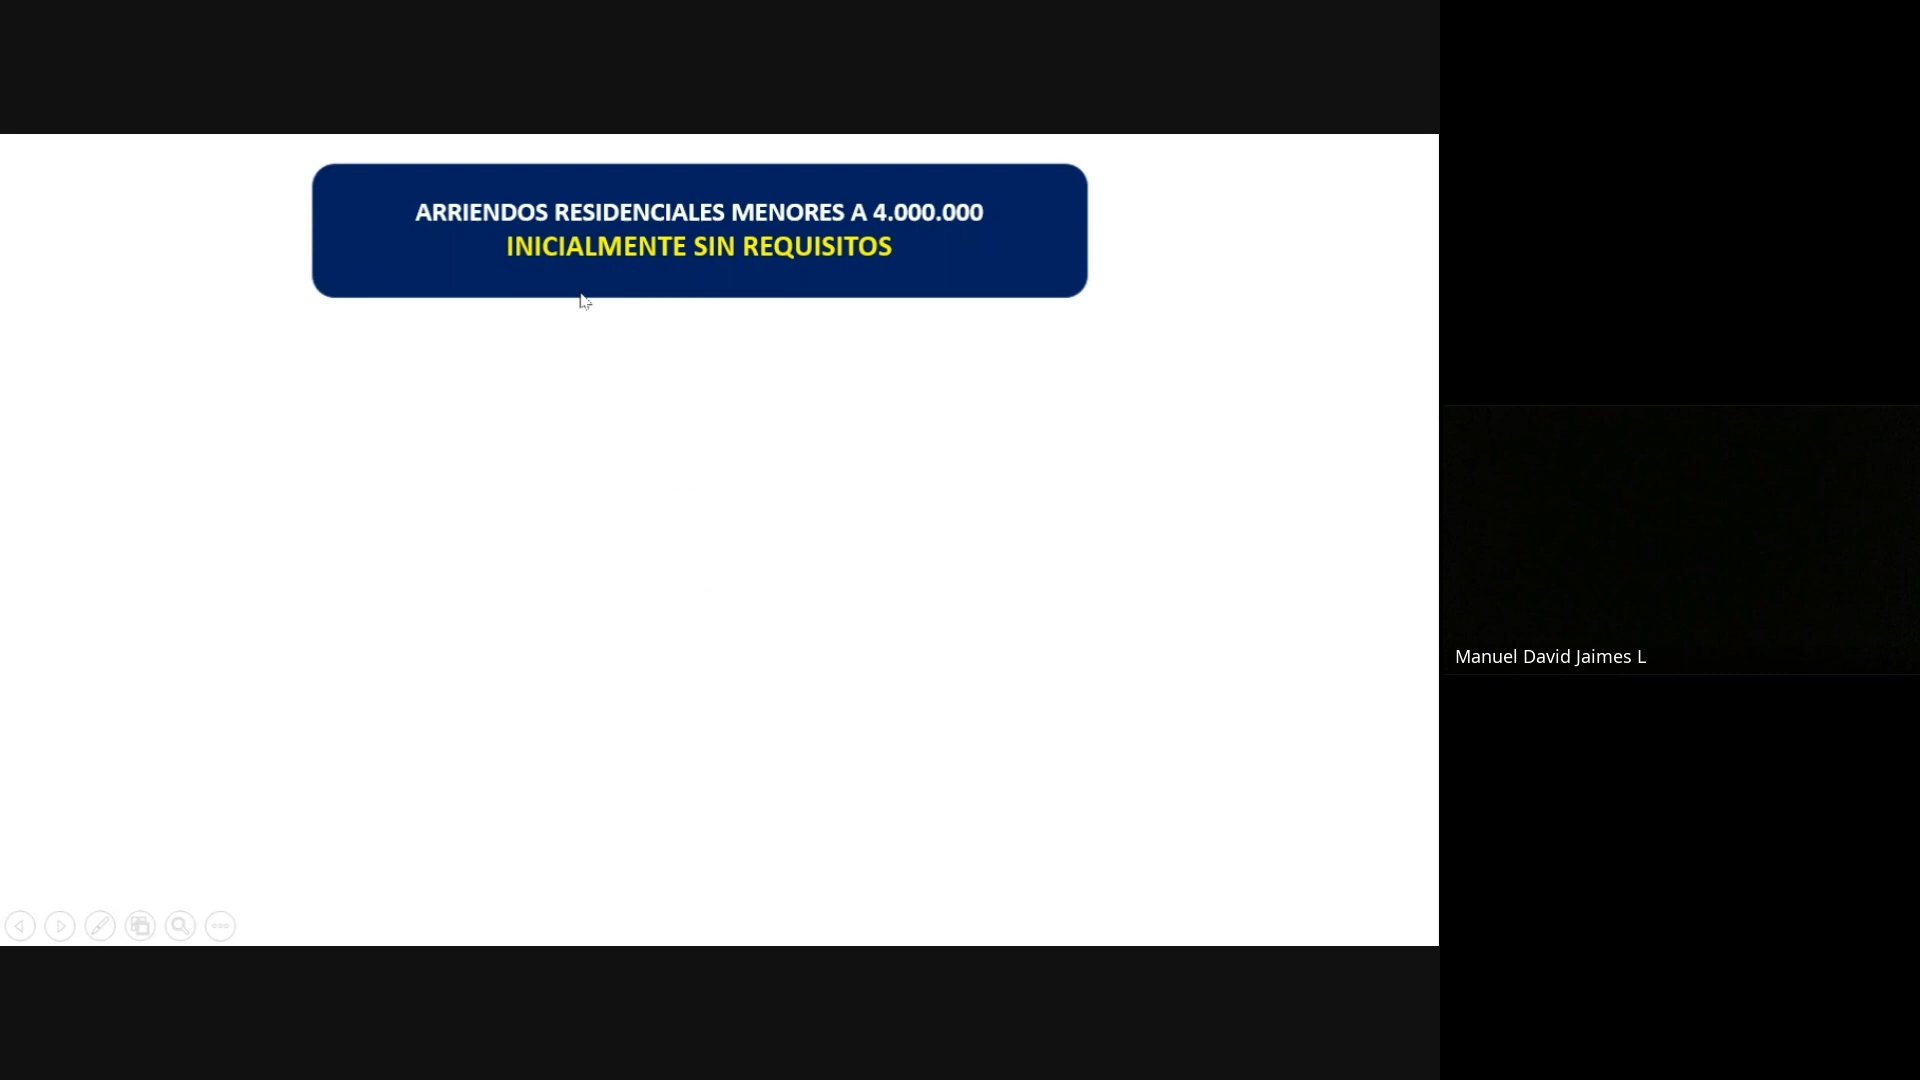 ARRIENDOS RESIDENCIALES MENORES A 4.000.000
INICIALMENTE SIN REQUISITOS
Manuel David Jaimes L